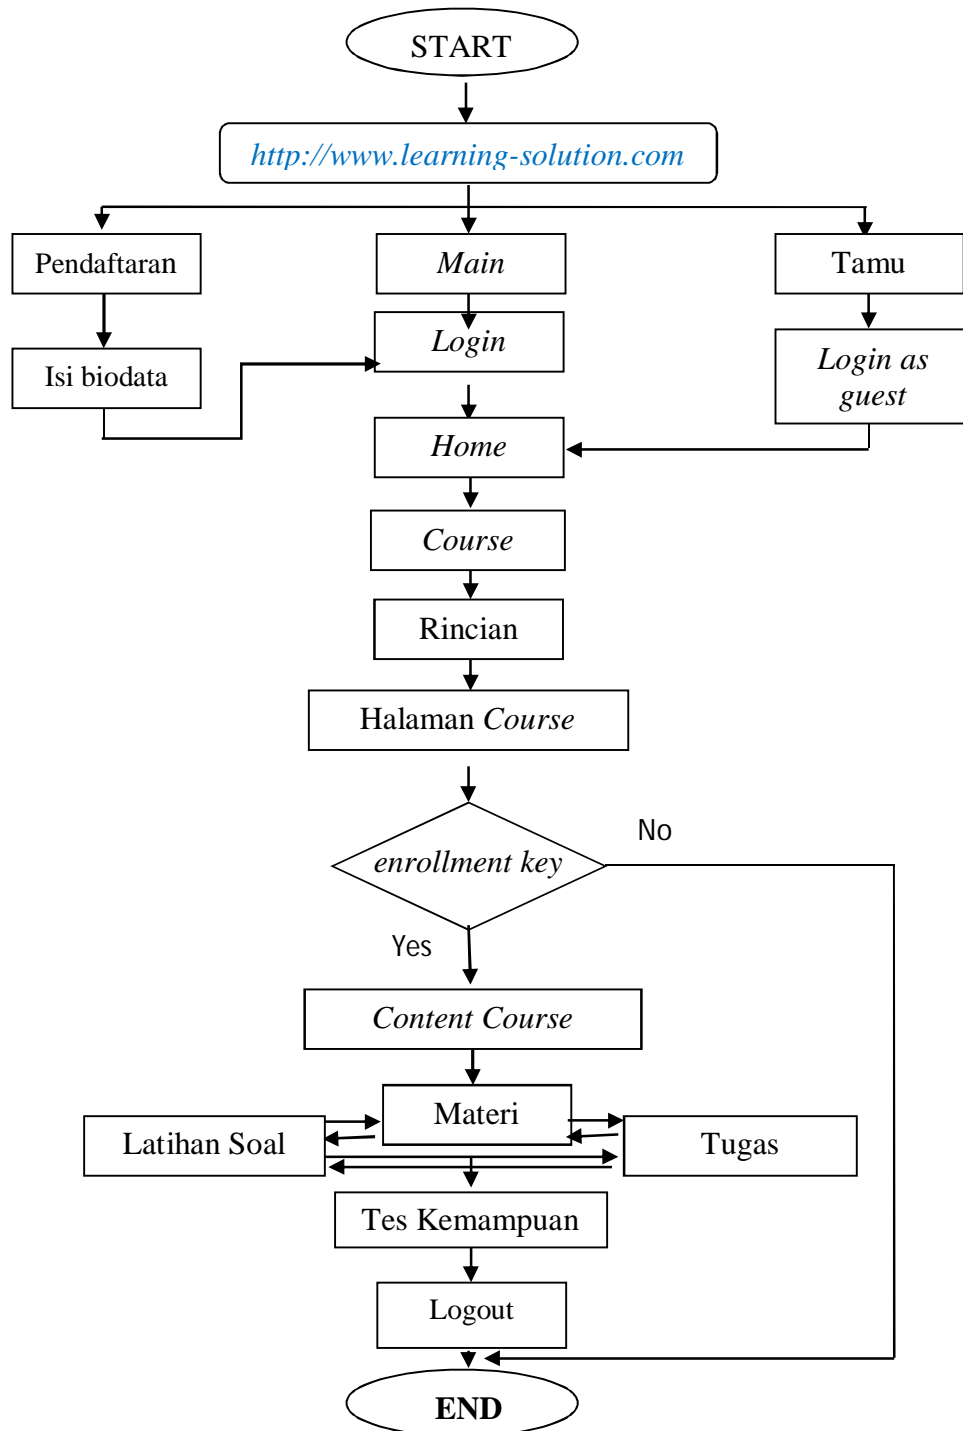 START
http://www.learning-solution.com
Pendaftaran
Main
Tamu
Isi biodata
Login
Login as
guest
Home
Course
Rincian
Halaman Course
enrollment key
No
Yes
Content Course
Materi
Latihan Soal
Tugas
Tes Kemampuan
Logout
END